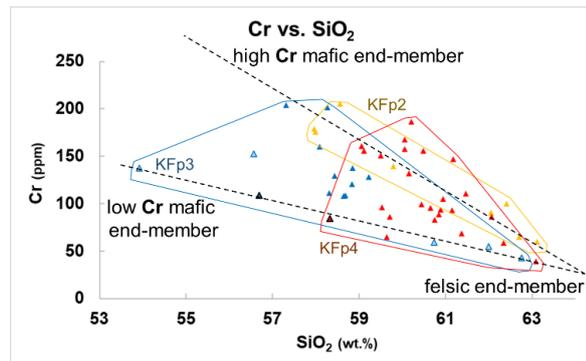 Cr vs. SiO2
high Cr mafic end-member
250
200
150
100
50
0
Cr (ppm)
KFp2
KFp3
low Cr mafic
end-member
KFp4
felsic end-member
53
55
57
59
61
63
SiO2 (wt.%)